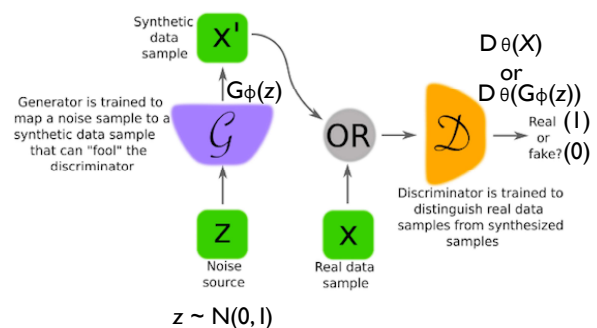 Synthetic
data
sample
X'
Gϕ(z)
Generator is trained to
map a noise sample to a
synthetic data sample
that can "fool" the
discriminator
G
Z
Noise
source
z ~ N(0, I)
OR
X
Real data
sample
D
D θ(X)
or
D θ(Gϕ(z))
Real (1)
or
fake? (0)
Discriminator is trained to
distinguish real data
samples from synthesized
samples